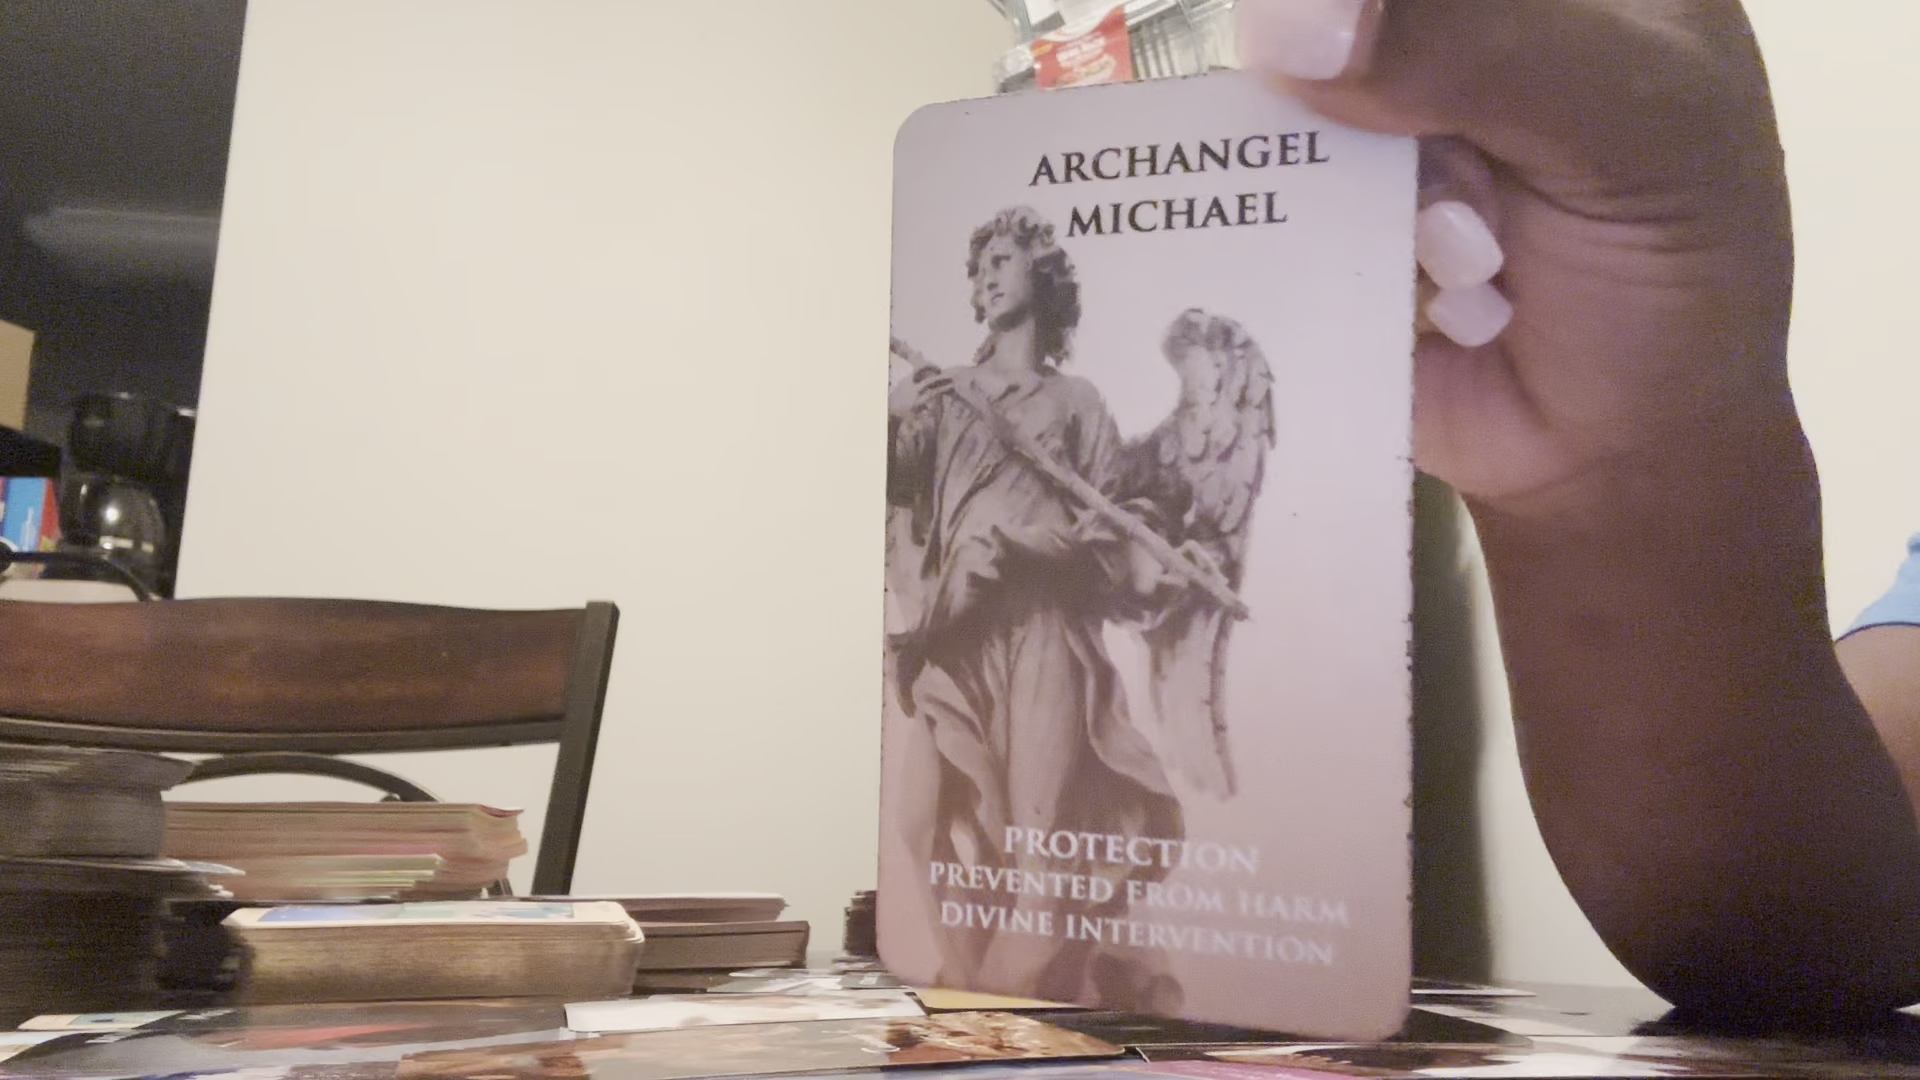 ARCHANGEL
MICHAEL
PROTECTION
PREVENTED FROM HARM
DIVINE INTERVENTION